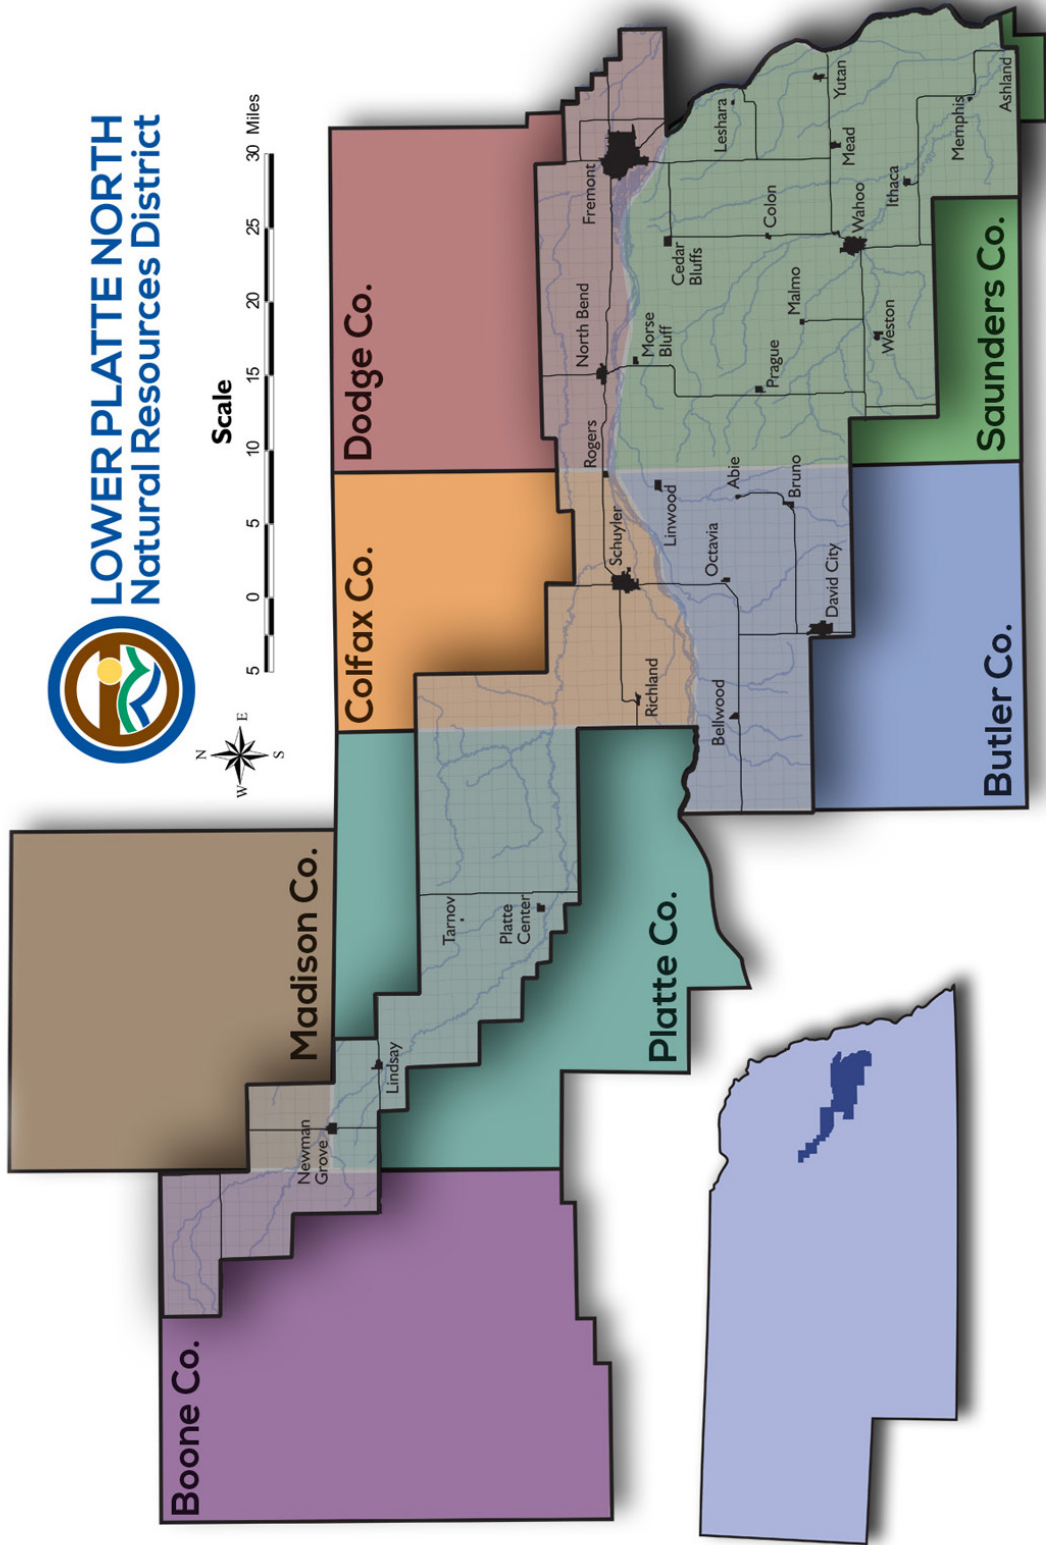 LOWER PLATTE NORTH
Natural Resources District
Scale
5 0 5 10 15 20 25 30 Miles
N
W E
S
Boone Co.
Madison Co.
Colfax Co.
Dodge Co.
Platte Co.
Butler Co.
Saunders Co.
Newman
Grove
Lindsay
Tarnov
Platte
Center
Richland
Schuyler
Rogers
North Bend
Fremont
Morse
Bluff
Cedar
Bluffs
Leshara
Linwood
Octavia
Bellwood
Abie
Bruno
David City
Prague
Malmo
Colon
Wahoo
Weston
Mead
Yutan
Ithaca
Memphis
Ashland